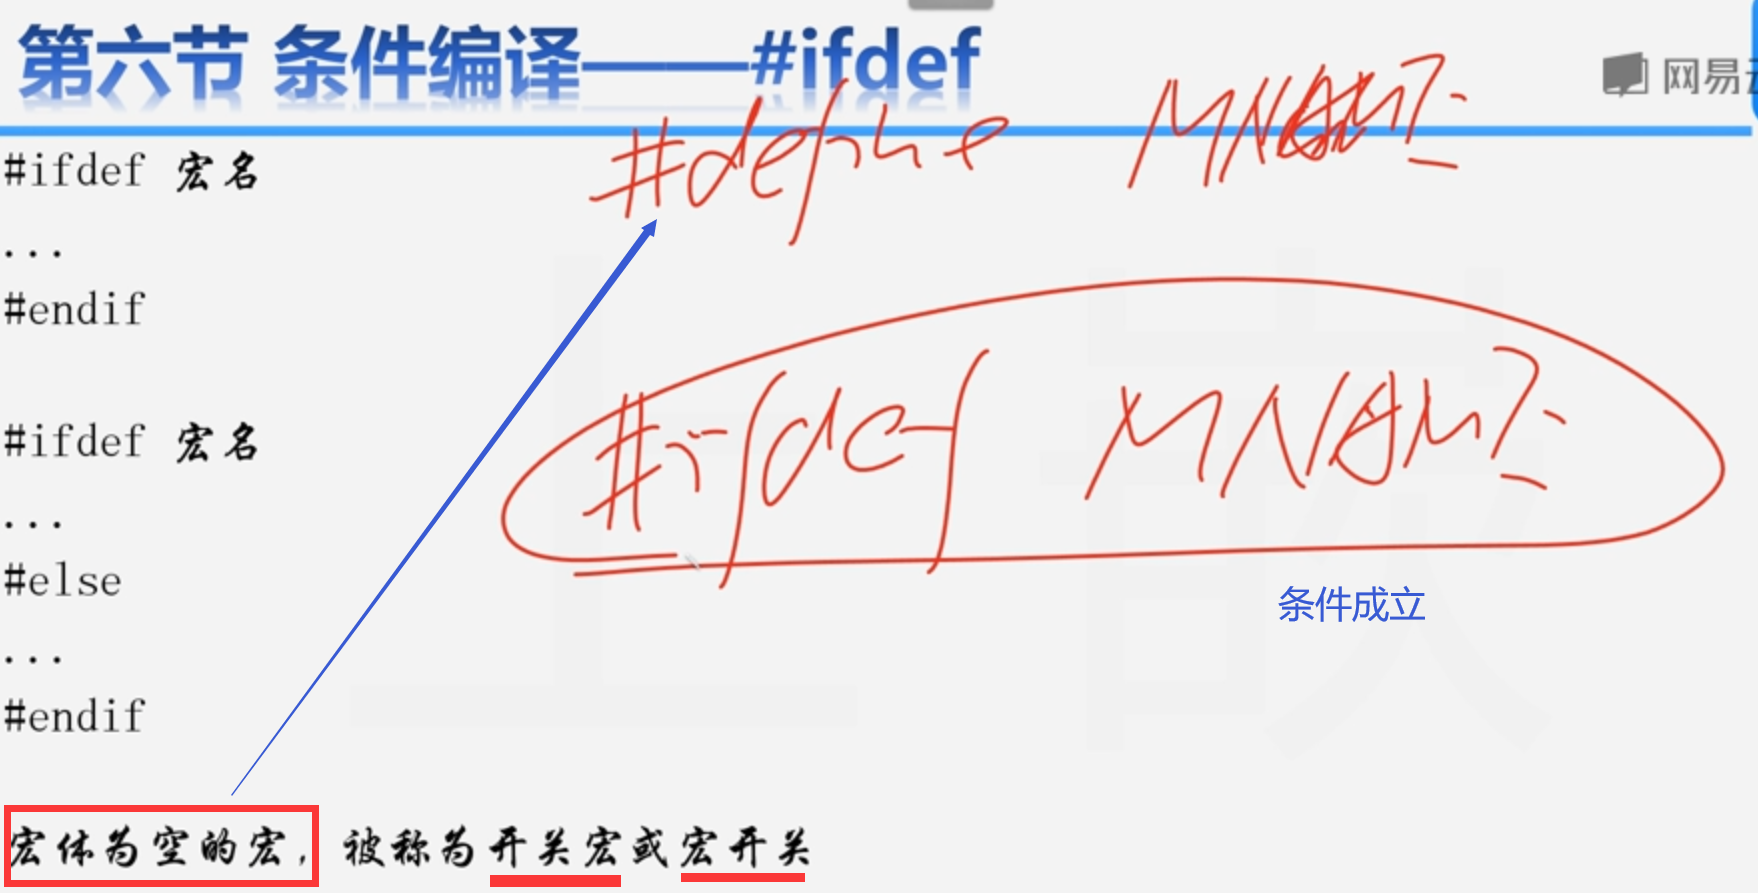 第六节 条件编译——#ifdef
网易云
#ifdef 宏名
#define MNAME
...
#endif
#ifdef MNAME
#ifdef 宏名
...
#else
条件成立
...
#endif
宏体为空的宏，被称为开关宏或宏开关